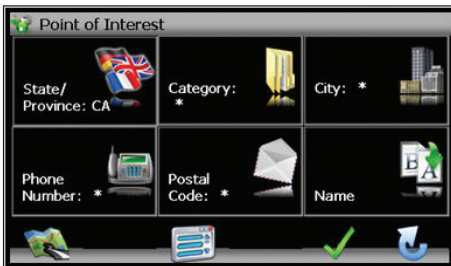 Point of Interest
State/
Province: CA
Category:
*
City: *
Phone
Number: *
Postal
Code: *
Name
B
A